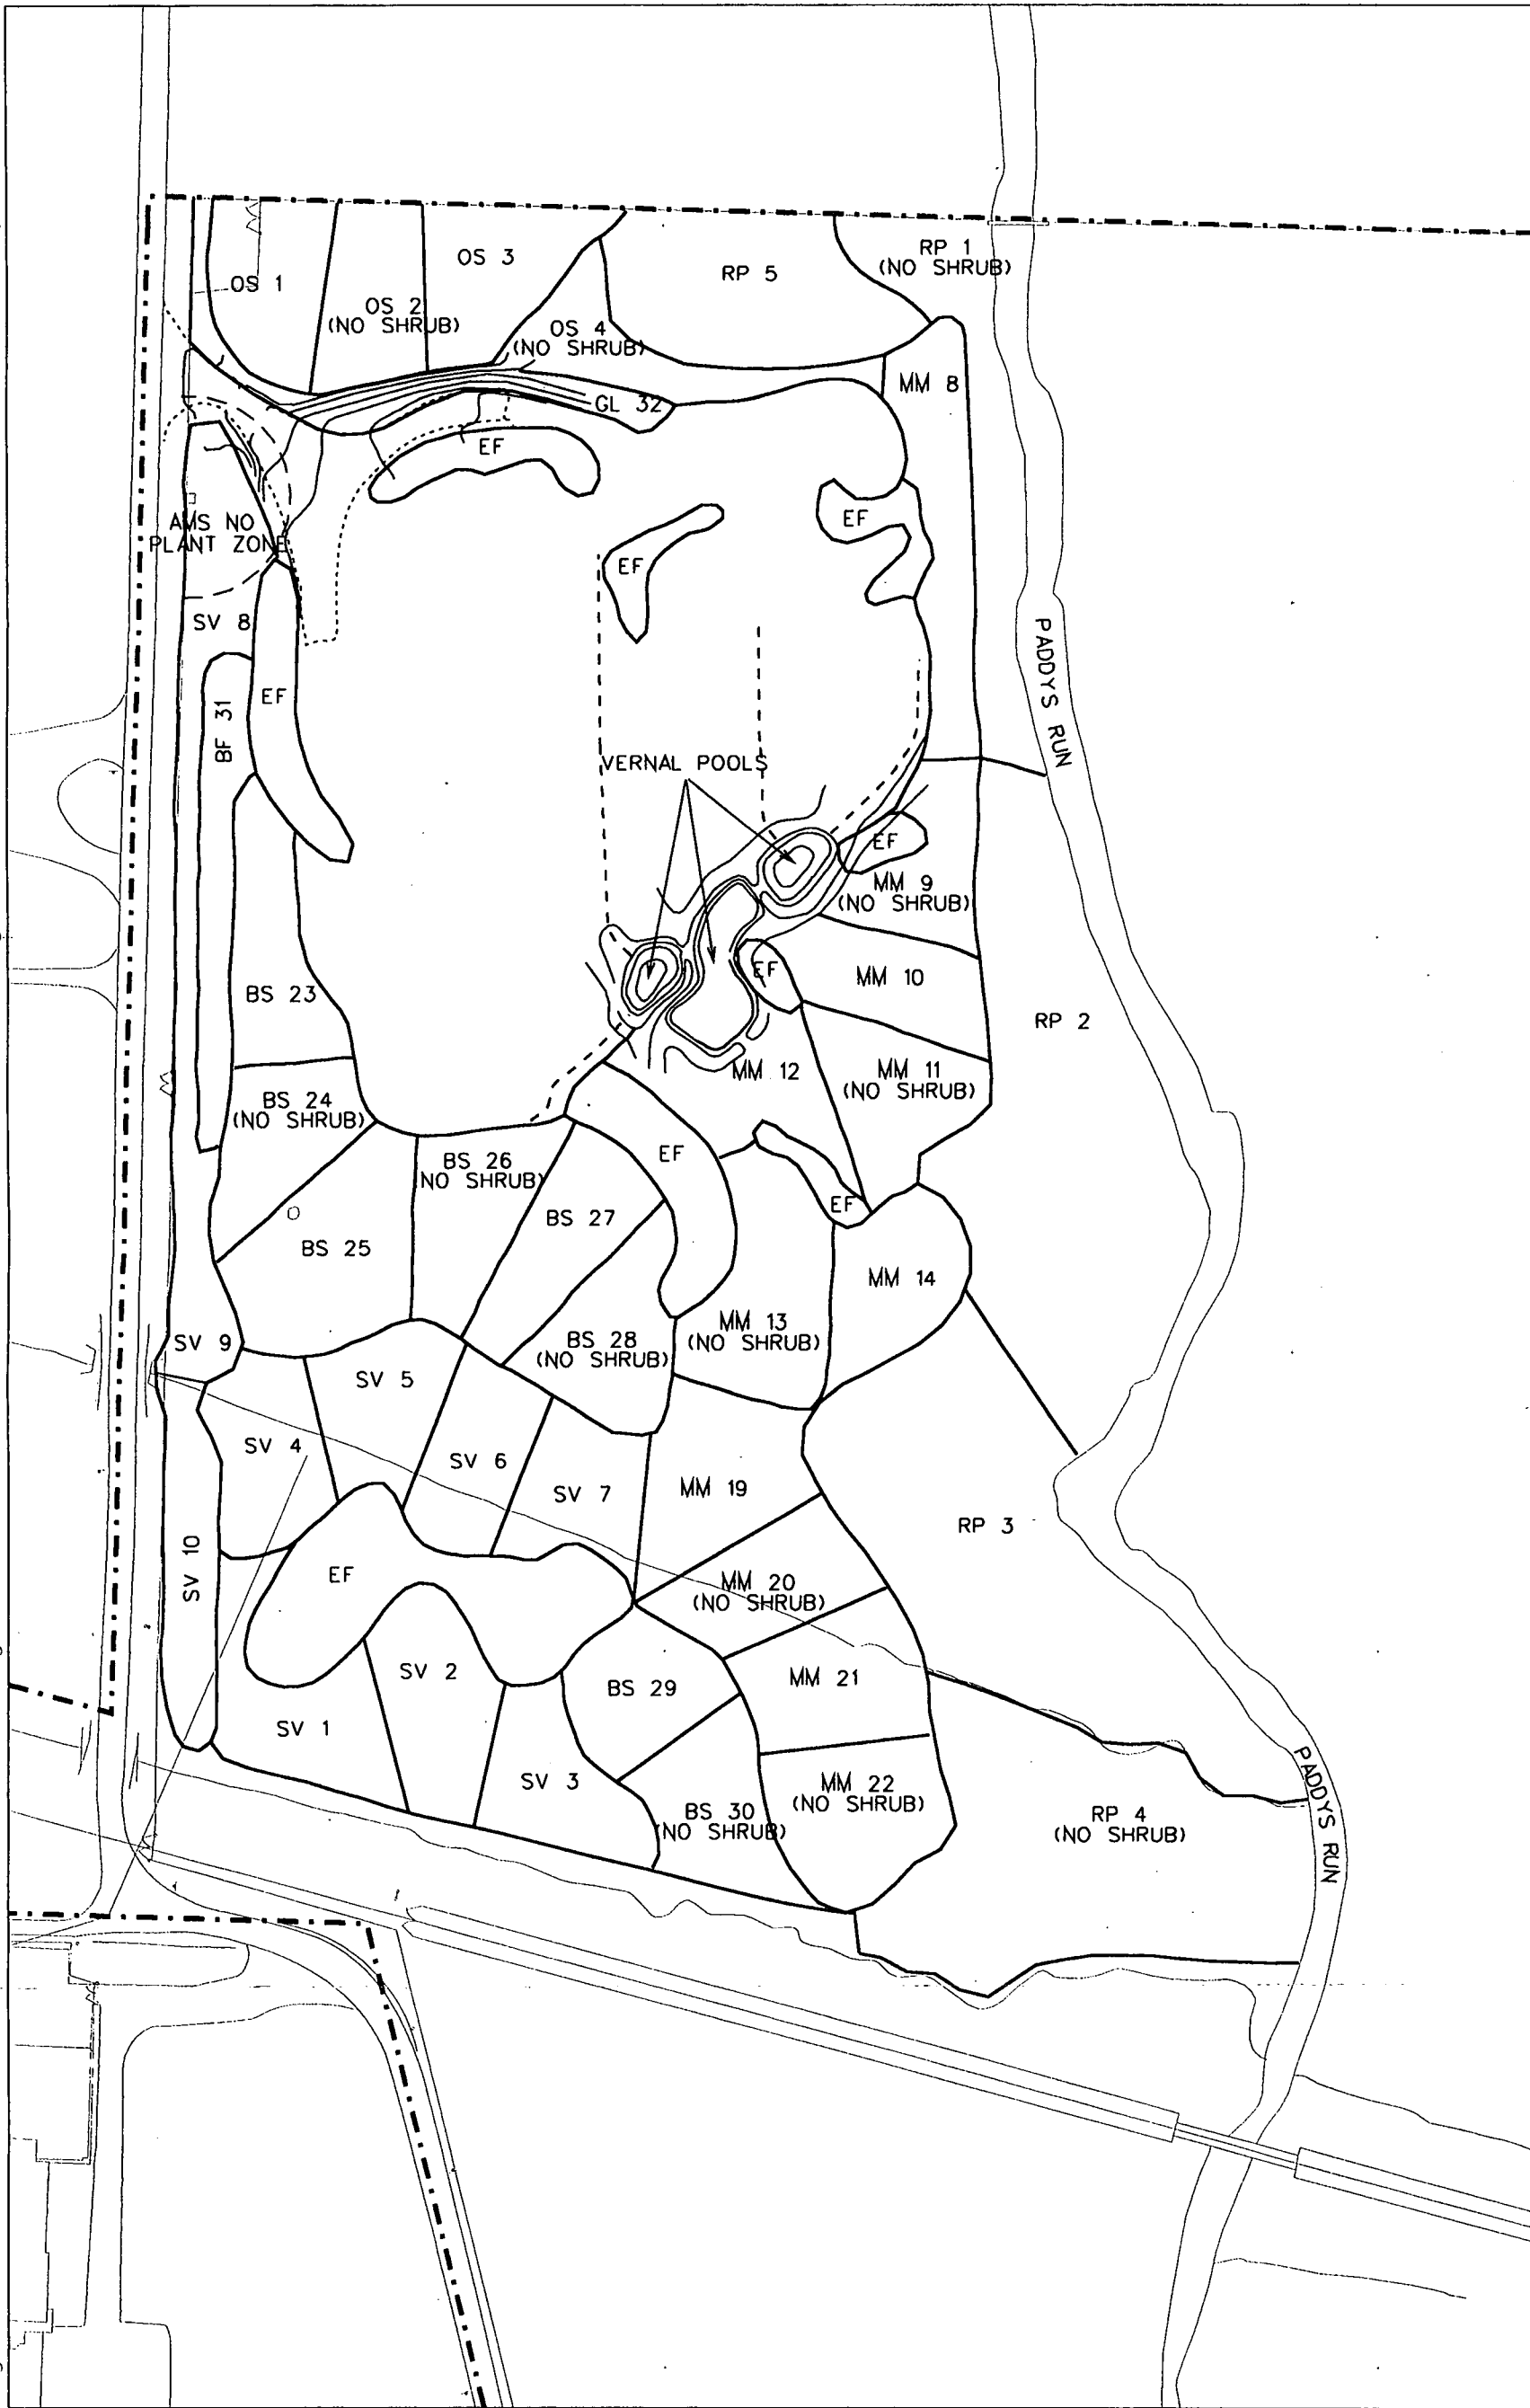 RP 1
(NO SHRUB)
OS 3
RP 5
OS 1
OS 2
(NO SHRUB)
OS 4
(NO SHRUB)
MM 8
GL 32
EF
EF
AMS NO
PLANT ZONE
EF
SV 8
PADDYS RUN
EF
BF 31
VERNAL POOLS
EF
MM 9
(NO SHRUB)
EF
MM 10
BS 23
RP 2
MM 12
MM 11
(NO SHRUB)
BS 24
(NO SHRUB)
EF
BS 26
(NO SHRUB)
EF
BS 27
BS 25
MM 14
MM 13
(NO SHRUB)
SV 9
BS 28
(NO SHRUB)
SV 5
SV 4
SV 6
SV 7
MM 19
RP 3
SV 10
EF
MM 20
(NO SHRUB)
SV 2
BS 29
MM 21
SV 1
SV 3
MM 22
(NO SHRUB)
BS 30
(NO SHRUB)
RP 4
(NO SHRUB)
PADDYS RUN